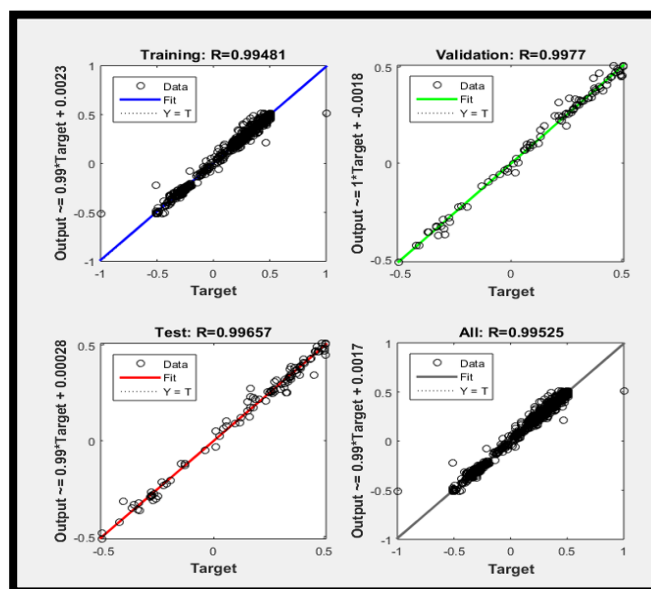 Training: R=0.99481
Output ~= 0.99*Target + 0.0023
1
0.5
0
-0.5
-1
Data
Fit
Y = T
-1 -0.5 0 0.5 1
Target
Validation: R=0.9977
Output ~= 1*Target + -0.0018
0.5
0
-0.5
Data
Fit
Y = T
-0.5 0 0.5
Target
Test: R=0.99657
Output ~= 0.99*Target + 0.00028
0.5
0
-0.5
Data
Fit
Y = T
-0.5 0 0.5
Target
All: R=0.99525
Output ~= 0.99*Target + 0.0017
1
0.5
0
-0.5
-1
Data
Fit
Y = T
-1 -0.5 0 0.5 1
Target